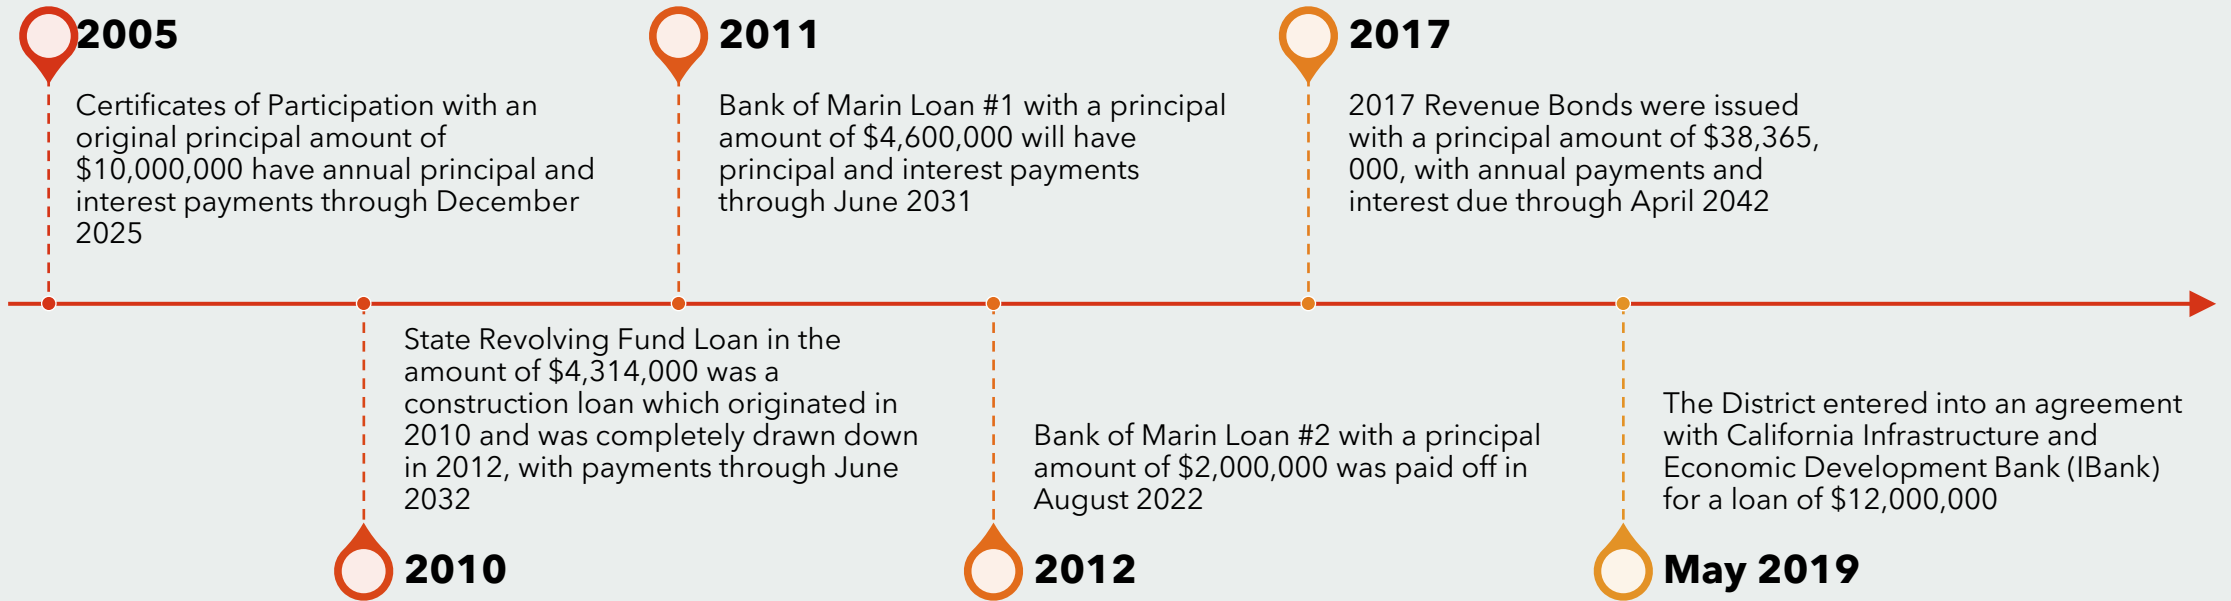 2005
Certificates of Participation with an
original principal amount of
$10,000,000 have annual principal and
interest payments through December
2025
State Revolving Fund Loan in the
amount of $4,314,000 was a
construction loan which originated in
2010 and was completely drawn down
in 2012, with payments through June
2032
2010
2011
Bank of Marin Loan #1 with a principal
amount of $4,600,000 will have
principal and interest payments
through June 2031
Bank of Marin Loan #2 with a principal
amount of $2,000,000 was paid off in
August 2022
2012
2017
2017 Revenue Bonds were issued
with a principal amount of $38,365,
000, with annual payments and
interest due through April 2042
The District entered into an agreement
with California Infrastructure and
Economic Development Bank (IBank)
for a loan of $12,000,000
May 2019